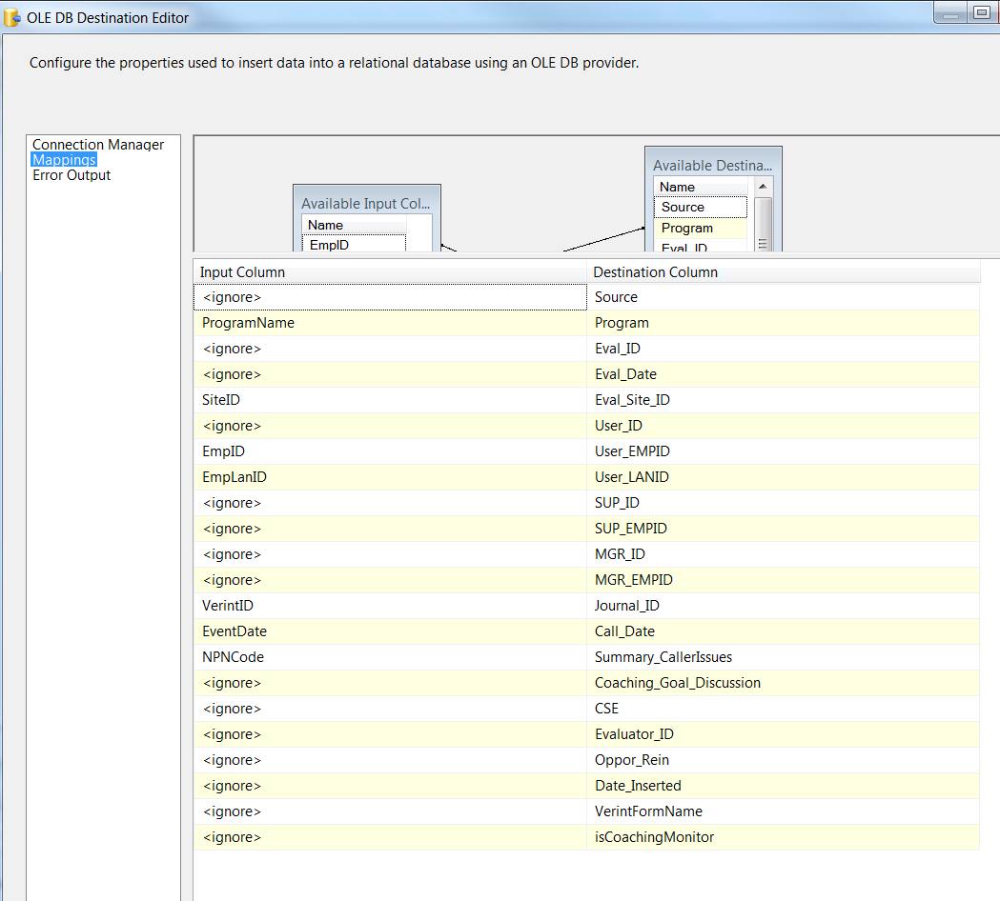 OLE DB Destination Editor
Configure the properties used to insert data into a relational database using an OLE DB provider.
Connection Manager
Mappings
Error Output
Available Input Col...
Name
EmpID
Available Destina...
Name
Source
Program
Eval_ID
Input Column Destination Column
<ignore> Source
ProgramName Program
<ignore> Eval_ID
<ignore> Eval_Date
SiteID Eval_Site_ID
<ignore> User_ID
EmpID User_EMPID
EmpLanID User_LANID
<ignore> SUP_ID
<ignore> SUP_EMPID
<ignore> MGR_ID
<ignore> MGR_EMPID
VerintID Journal_ID
EventDate Call_Date
NPNCode Summary_CallerIssues
<ignore> Coaching_Goal_Discussion
<ignore> CSE
<ignore> Evaluator_ID
<ignore> Oppor_Rein
<ignore> Date_Inserted
<ignore> VerintFormName
<ignore> isCoachingMonitor